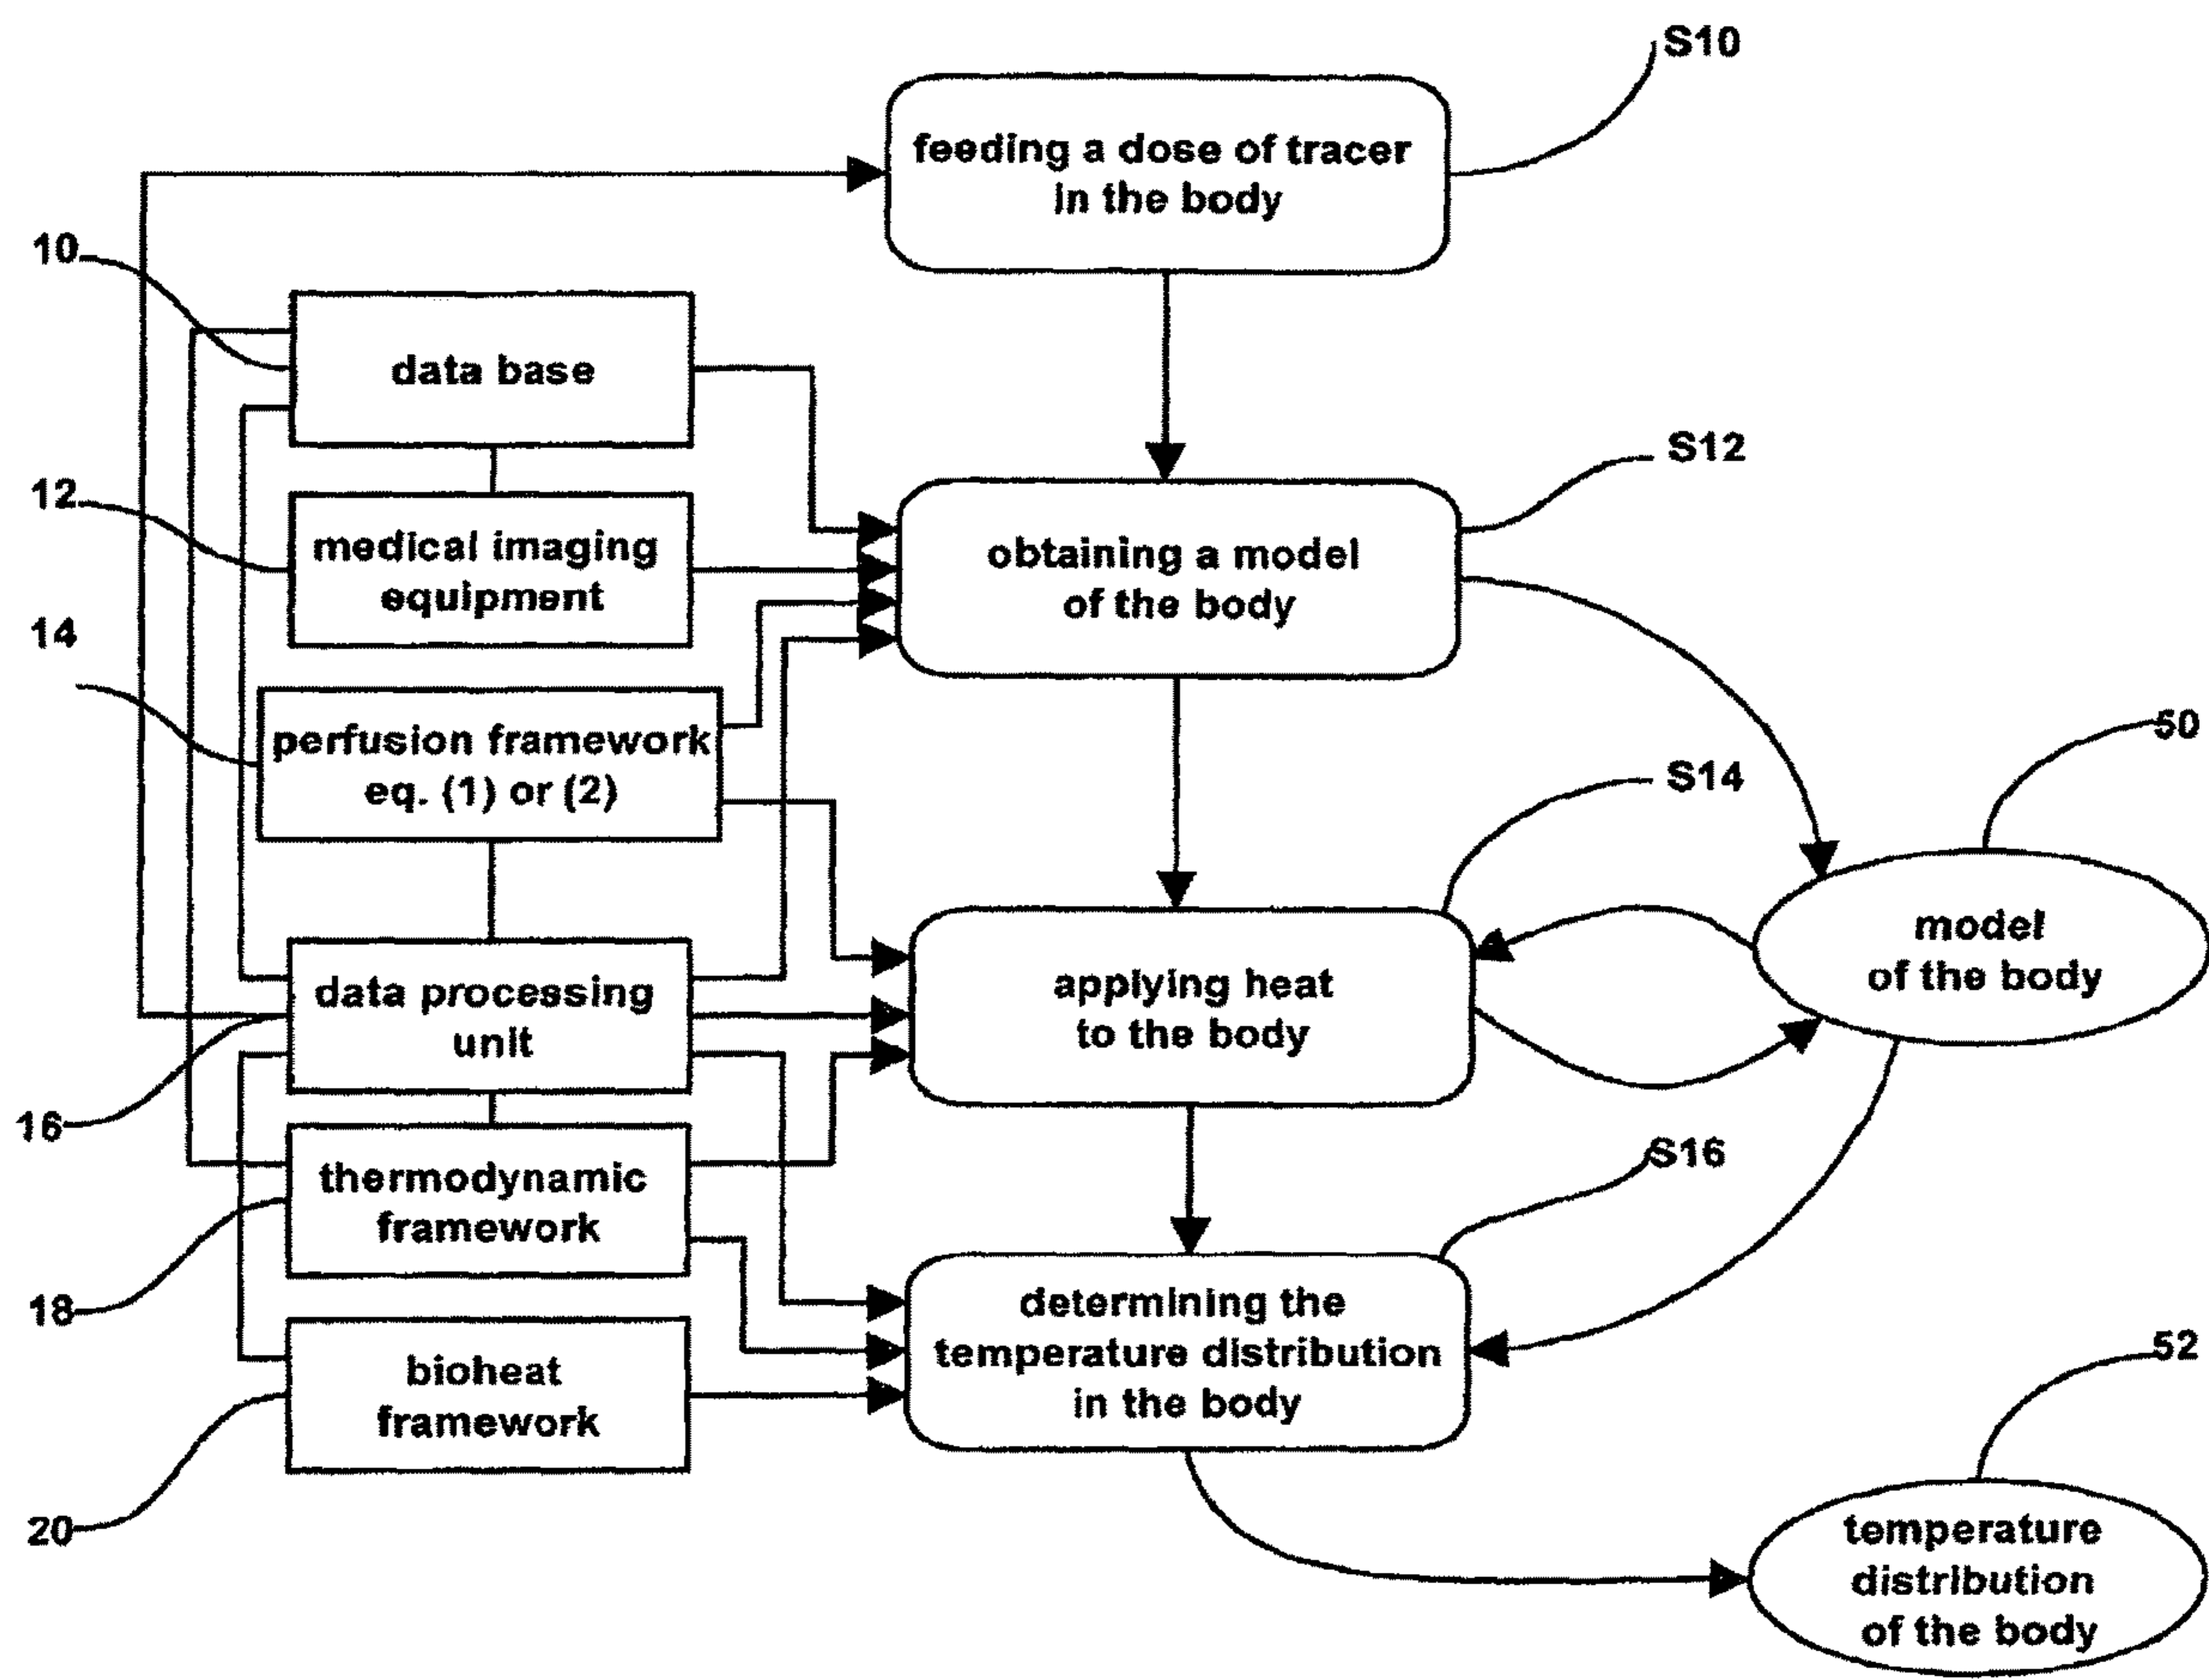 S10
feeding a dose of tracer
in the body
10
data base
S12
12
medical imaging
equipment
obtaining a model
of the body
14
50
perfusion framework
eq. (1) or (2)
S14
model
of the body
data processing
unit
applying heat
to the body
16
S16
thermodynamic
framework
18
determining the
temperature distribution
in the body
52
bioheat
framework
20
temperature
distribution
of the body